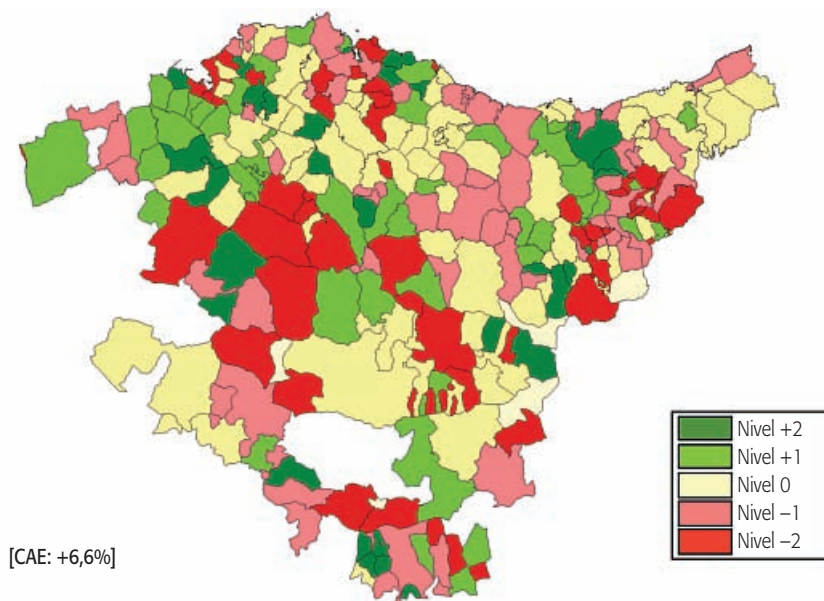 Nivel +2
Nivel +1
Nivel 0
Nivel –1
Nivel –2
[CAE: +6,6%]